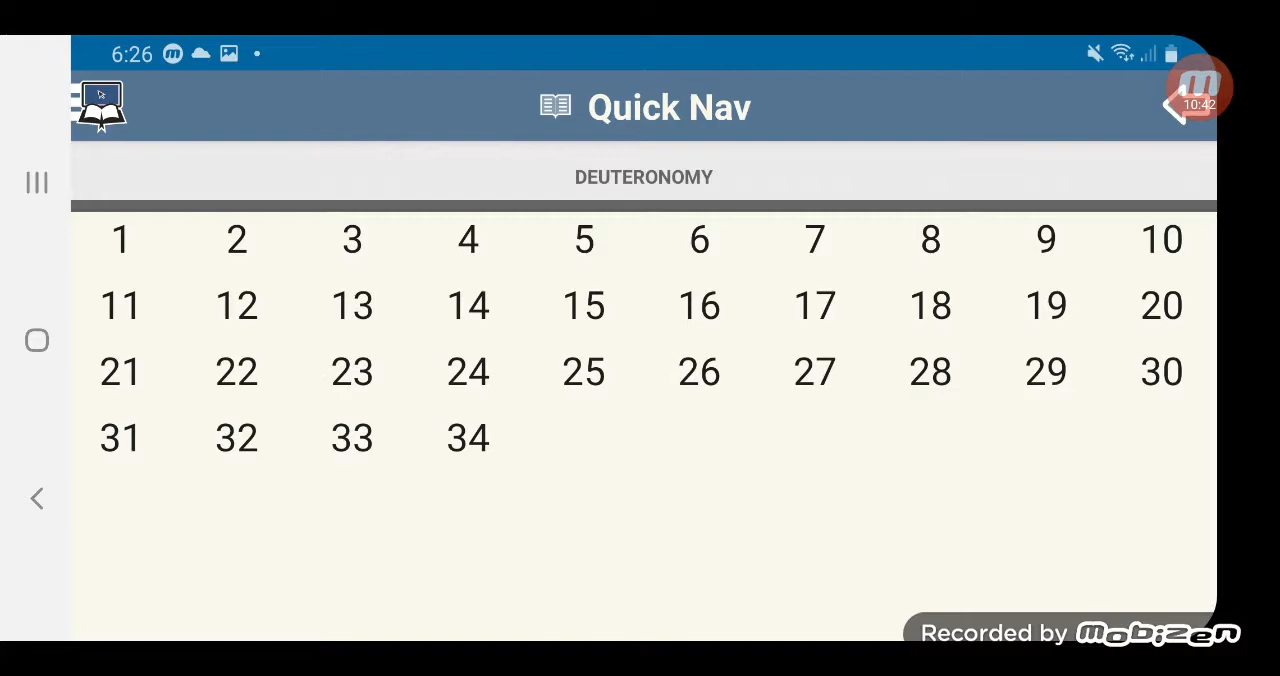 6:26
Quick Nav
10:42
DEUTERONOMY
1 2 3 4 5 6 7 8 9 10
11 12 13 14 15 16 17 18 19 20
21 22 23 24 25 26 27 28 29 30
31 32 33 34
Recorded by Mobizen